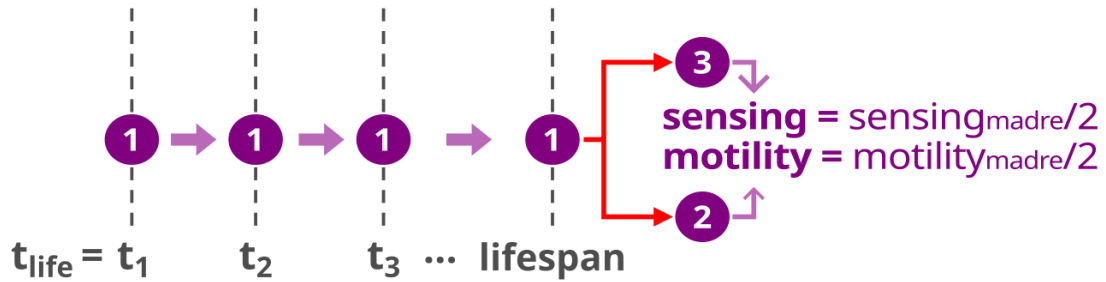 3
sensing = sensingmadre/2
1 1 1 1
motility = motilitymadre/2
2
tlife = t1 t2 t3 ... lifespan